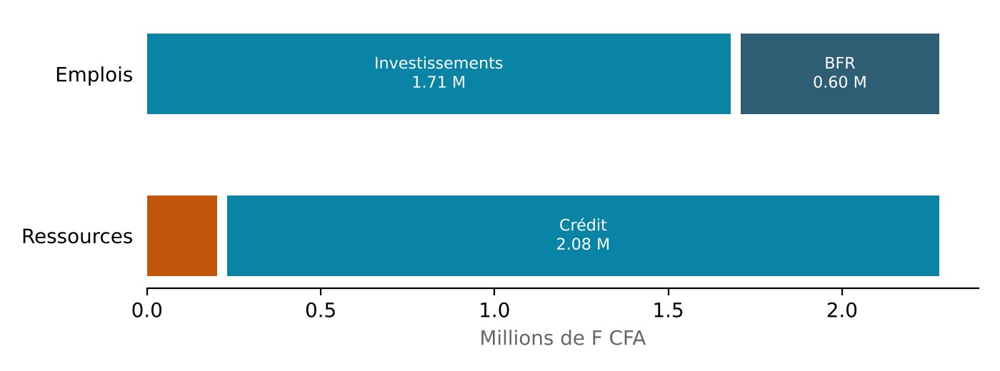 Emplois
Investissements
1.71 M
BFR
0.60 M
Ressources
Crédit
2.08 M
0.0
0.5
1.0
1.5
2.0
Millions de F CFA